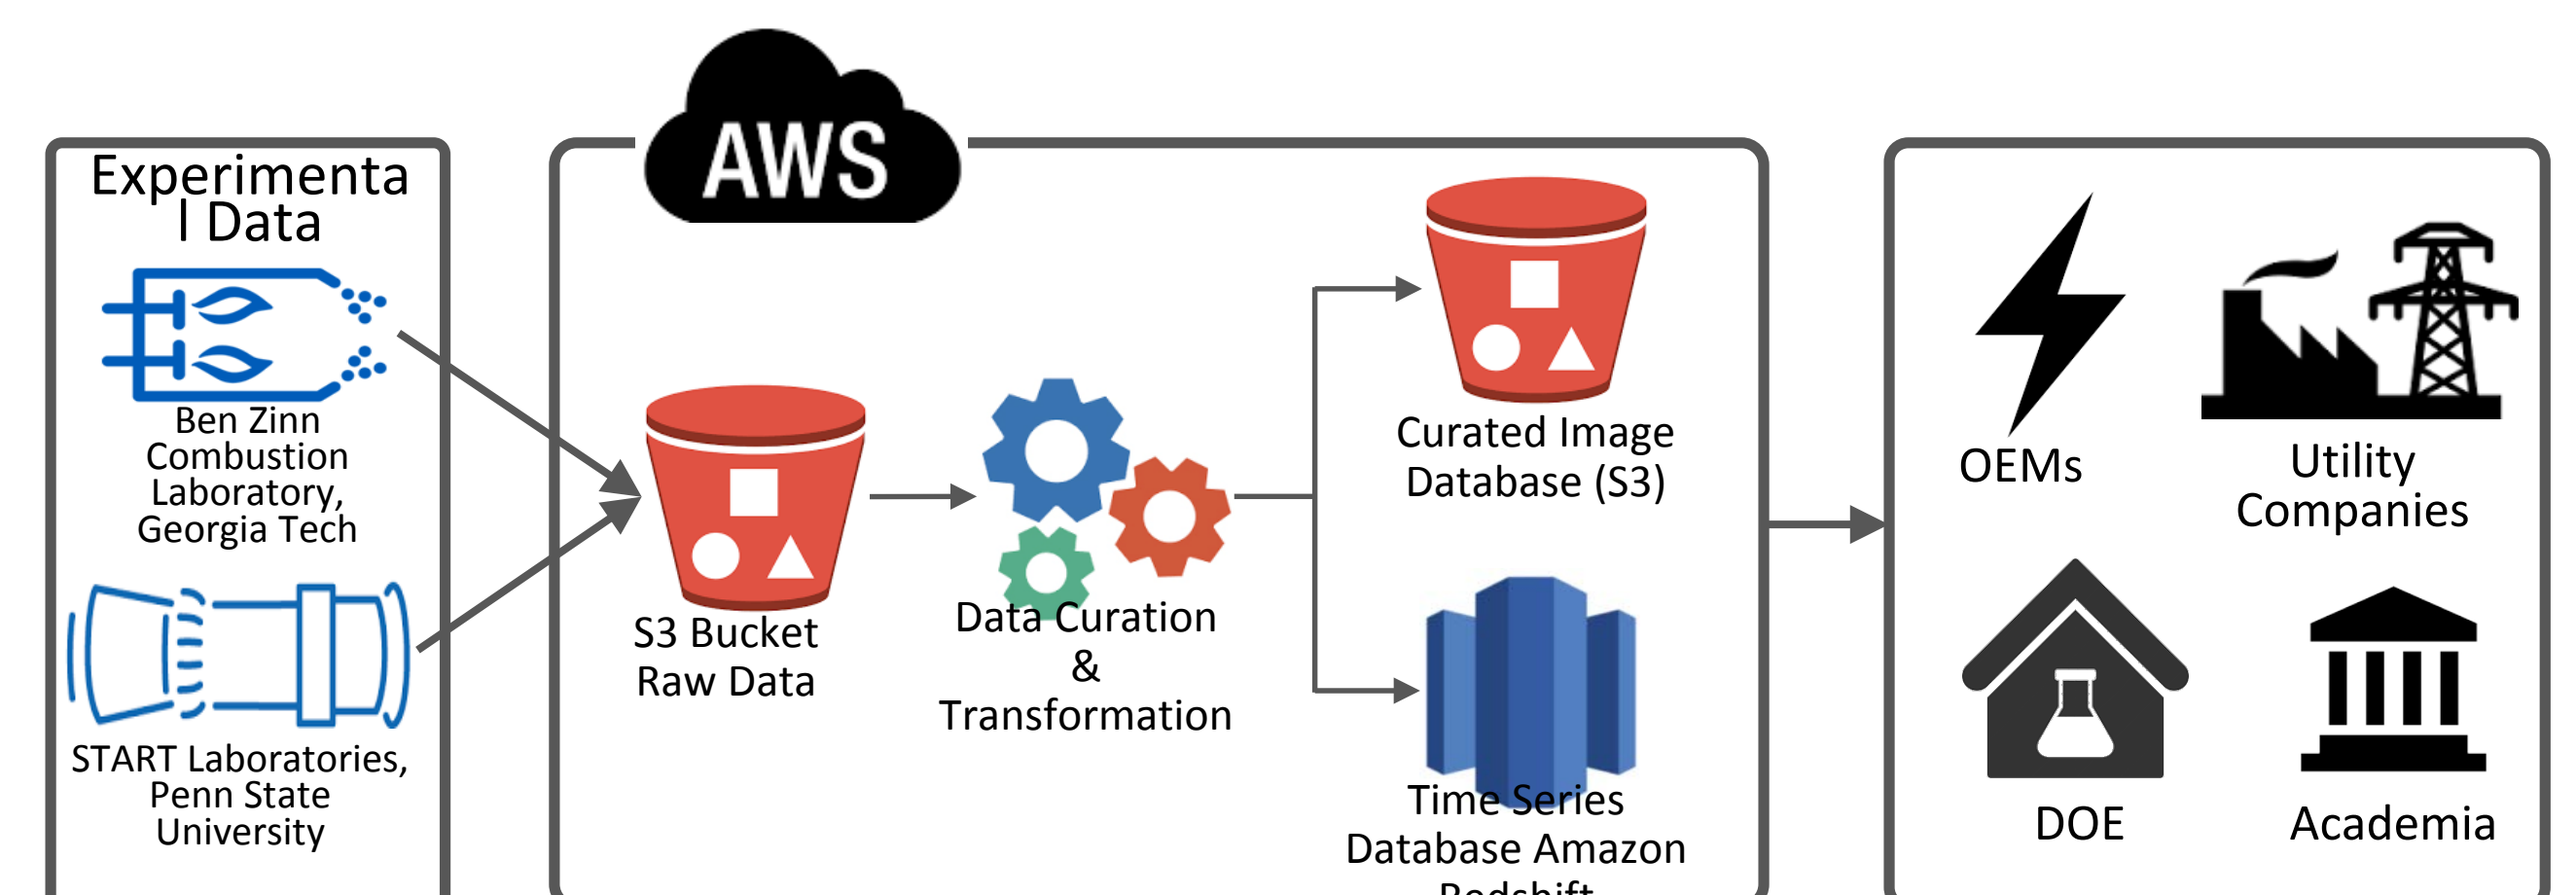 AWS
Experimenta
l Data
Ben Zinn
Combustion
Laboratory,
Georgia Tech
START Laboratories,
Penn State
University
S3 Bucket
Raw Data
Data Curation
&
Transformation
Curated Image
Database (S3)
Time Series
Database Amazon
Redshift
OEMs
Utility
Companies
DOE
Academia